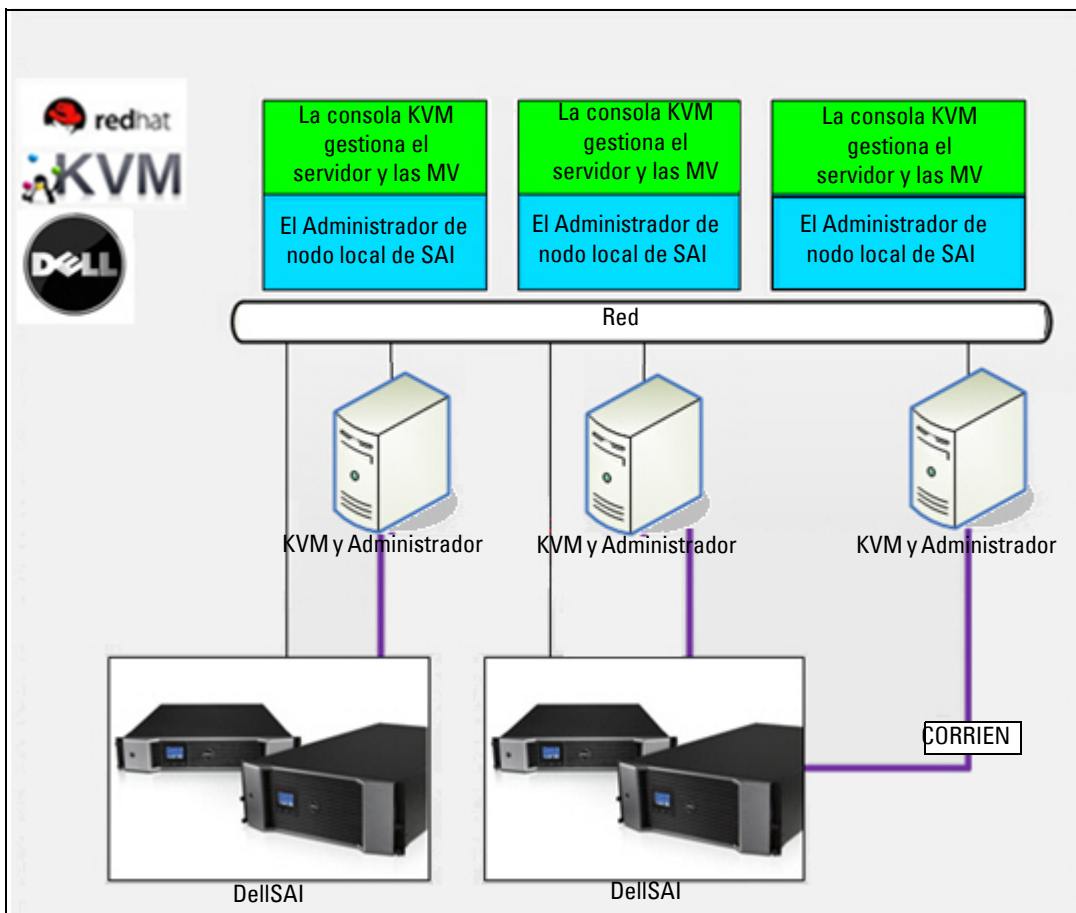 redhat
KVM
DELL
La consola KVM
gestiona el
servidor y las MV
El Administrador de
nodo local de SAI
La consola KVM
gestiona el
servidor y las MV
El Administrador de
nodo local de SAI
La consola KVM
gestiona el
servidor y las MV
El Administrador de
nodo local de SAI
Red
KVM y Administrador
KVM y Administrador
KVM y Administrador
CORRIEN
DellSAI
DellSAI